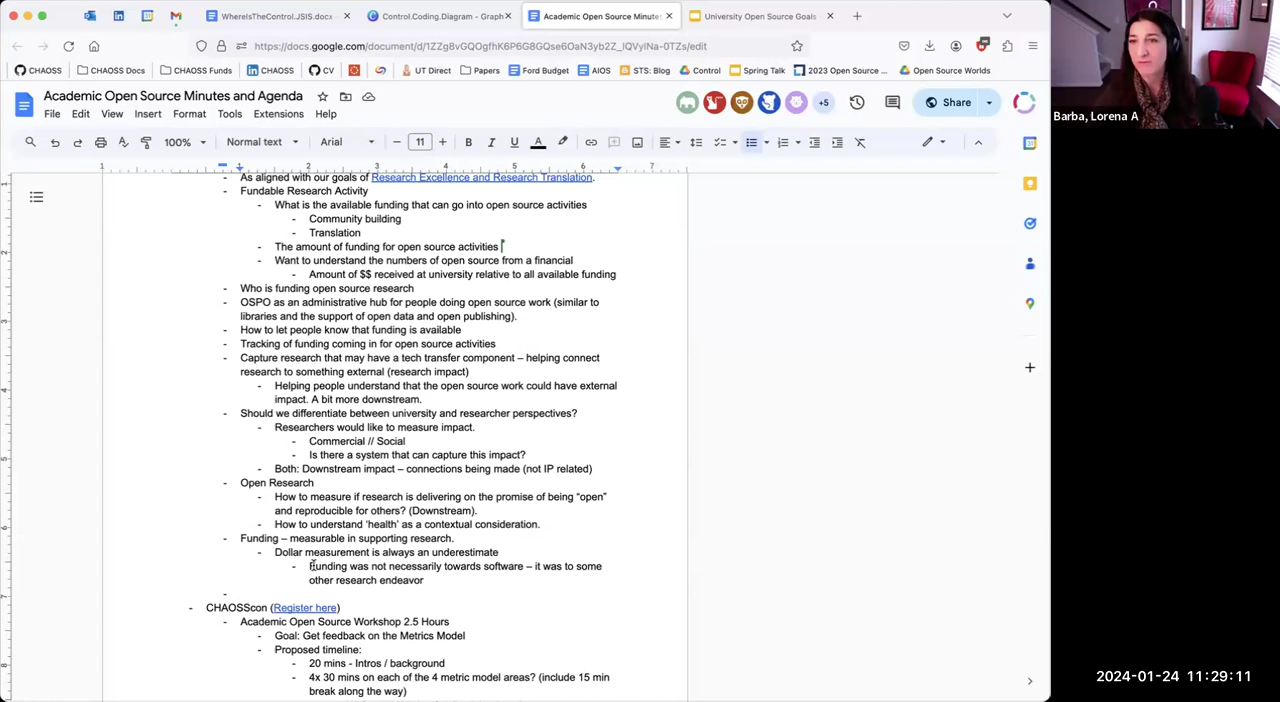 WhereIsTheControl.JSIS.docx
Control.Coding.Diagram - Graph
Academic Open Source Minute
University Open Source Goals
https://docs.google.com/document/d/1ZZg8vGQOgfhK6P6G8GQse6OaN3yb2Z_lQVylNa-0TZs/edit
CHAOSS CHAOSS Docs CHAOSS Funds CHAOSS CV UT Direct Papers Ford Budget AIOS STS: Blog Control Spring Talk 2023 Open Source ... Open Source Worlds
Academic Open Source Minutes and Agenda
+5
Share
File Edit View Insert Format Tools Extensions Help
100% Normal text Arial 11
B I U A
1 1 2 3 4 5 6 7
- As aligned with our goals of Research Excellence and Research Translation.
- Fundable Research Activity
- What is the available funding that can go into open source activities
- Community building
- Translation
- The amount of funding for open source activities
- Want to understand the numbers of open source from a financial
- Amount of $$ received at university relative to all available funding
- Who is funding open source research
- OSPO as an administrative hub for people doing open source work (similar to
libraries and the support of open data and open publishing).
- How to let people know that funding is available
- Tracking of funding coming in for open source activities
- Capture research that may have a tech transfer component – helping connect
research to something external (research impact)
- Helping people understand that the open source work could have external
impact. A bit more downstream.
- Should we differentiate between university and researcher perspectives?
- Researchers would like to measure impact.
- Commercial // Social
- Is there a system that can capture this impact?
- Both: Downstream impact – connections being made (not IP related)
- Open Research
- How to measure if research is delivering on the promise of being “open”
and reproducible for others? (Downstream).
- How to understand ‘health’ as a contextual consideration.
- Funding – measurable in supporting research.
- Dollar measurement is always an underestimate
- Funding was not necessarily towards software – it was to some
other research endeavor
-
- CHAOSScon (Register here)
- Academic Open Source Workshop 2.5 Hours
- Goal: Get feedback on the Metrics Model
- Proposed timeline:
- 20 mins - Intros / background
- 4x 30 mins on each of the 4 metric model areas? (include 15 min
break along the way)
Barba, Lorena A
2024-01-24 11:29:11